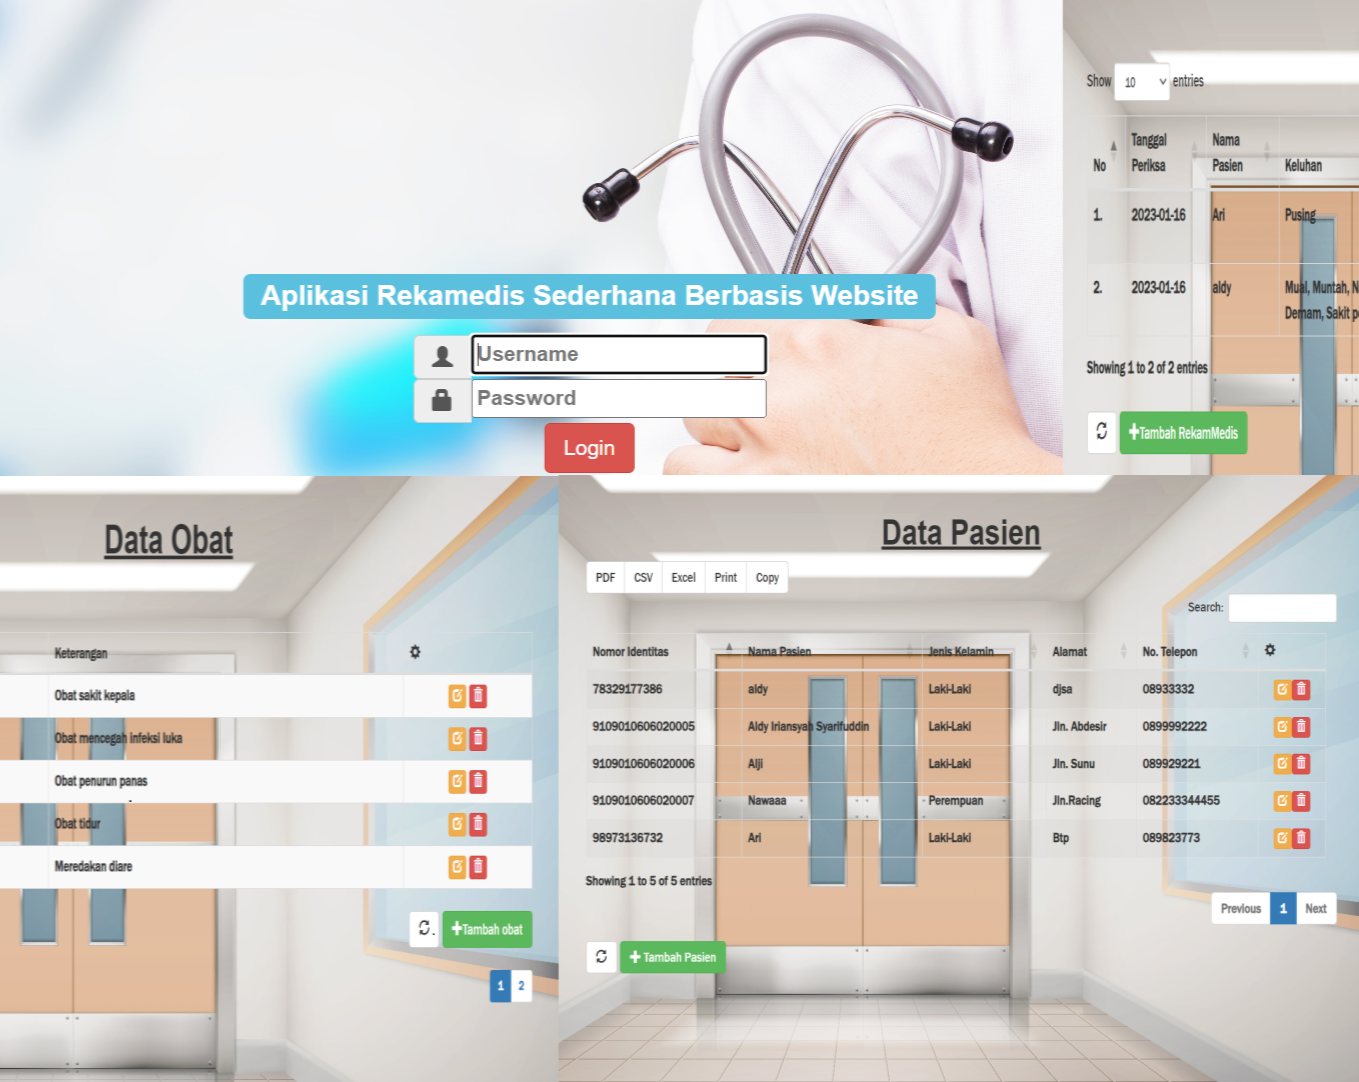 Aplikasi Rekamedis Sederhana Berbasis Website
Username
Password
Login
Show 10 entries
No Tanggal Periksa Nama Pasien Keluhan
1. 2023-01-16 Ari Pusing
2. 2023-01-16 aldy Mual, Muntah, N
Demam, Sakit p
Showing 1 to 2 of 2 entries
Tambah RekamMedis
Data Obat
Keterangan
Obat sakit kepala
Obat mencegah infeksi luka
Obat penurun panas
Obat tidur
Meredakan diare
Tambah obat
1 2
Data Pasien
PDF CSV Excel Print Copy
Search:
Nomor Identitas Nama Pasien Jenis Kelamin Alamat No. Telepon
78329177386 aldy Laki-Laki djsa 08933332
9109010606020005 Aldy Iriansyah Syarifuddin Laki-Laki Jln. Abdesir 0899992222
9109010606020006 Alji Laki-Laki Jln. Sunu 089929221
9109010606020007 Nawaaa Perempuan Jln.Racing 082233344455
98973136732 Ari Laki-Laki Btp 089823773
Showing 1 to 5 of 5 entries
Previous 1 Next
Tambah Pasien